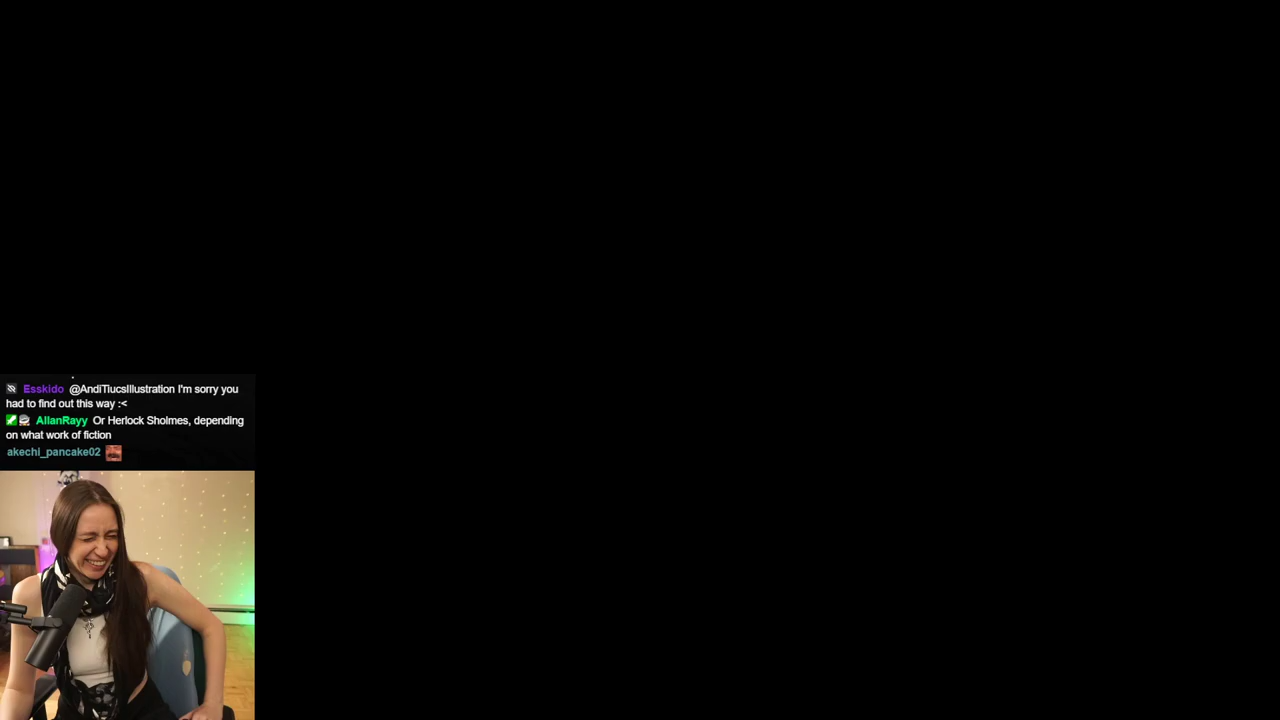 Esskido @AndiTiucsIllustration I'm sorry you
had to find out this way :<
AllanRayy Or Herlock Sholmes, depending
on what work of fiction
akechi_pancake02